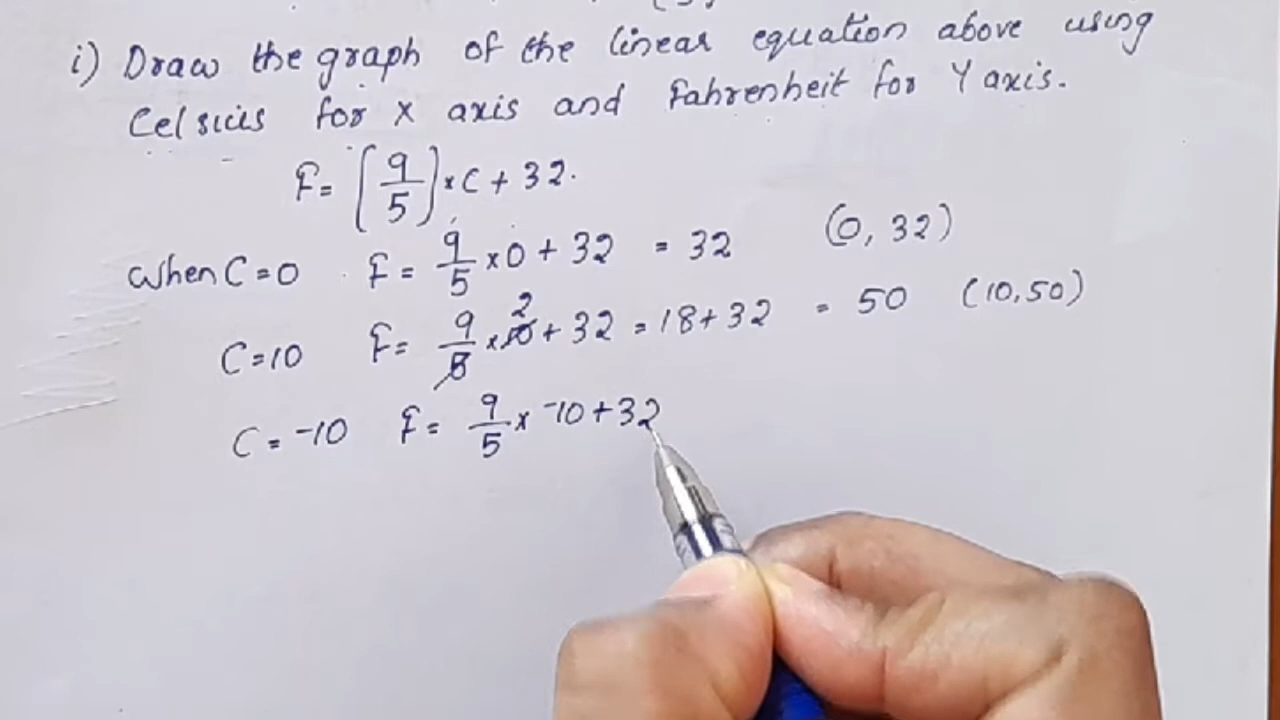 i) Draw the graph of the linear equation above using
Celsius for X axis and Fahrenheit for Y axis.
F = (9/5) × C + 32.
When C = 0 F = 9/5 × 0 + 32 = 32 (0, 32)
C = 10 F = 9/5 × 10 2 + 32 = 18 + 32 = 50 (10, 50)
C = -10 F = 9/5 × -10 + 32